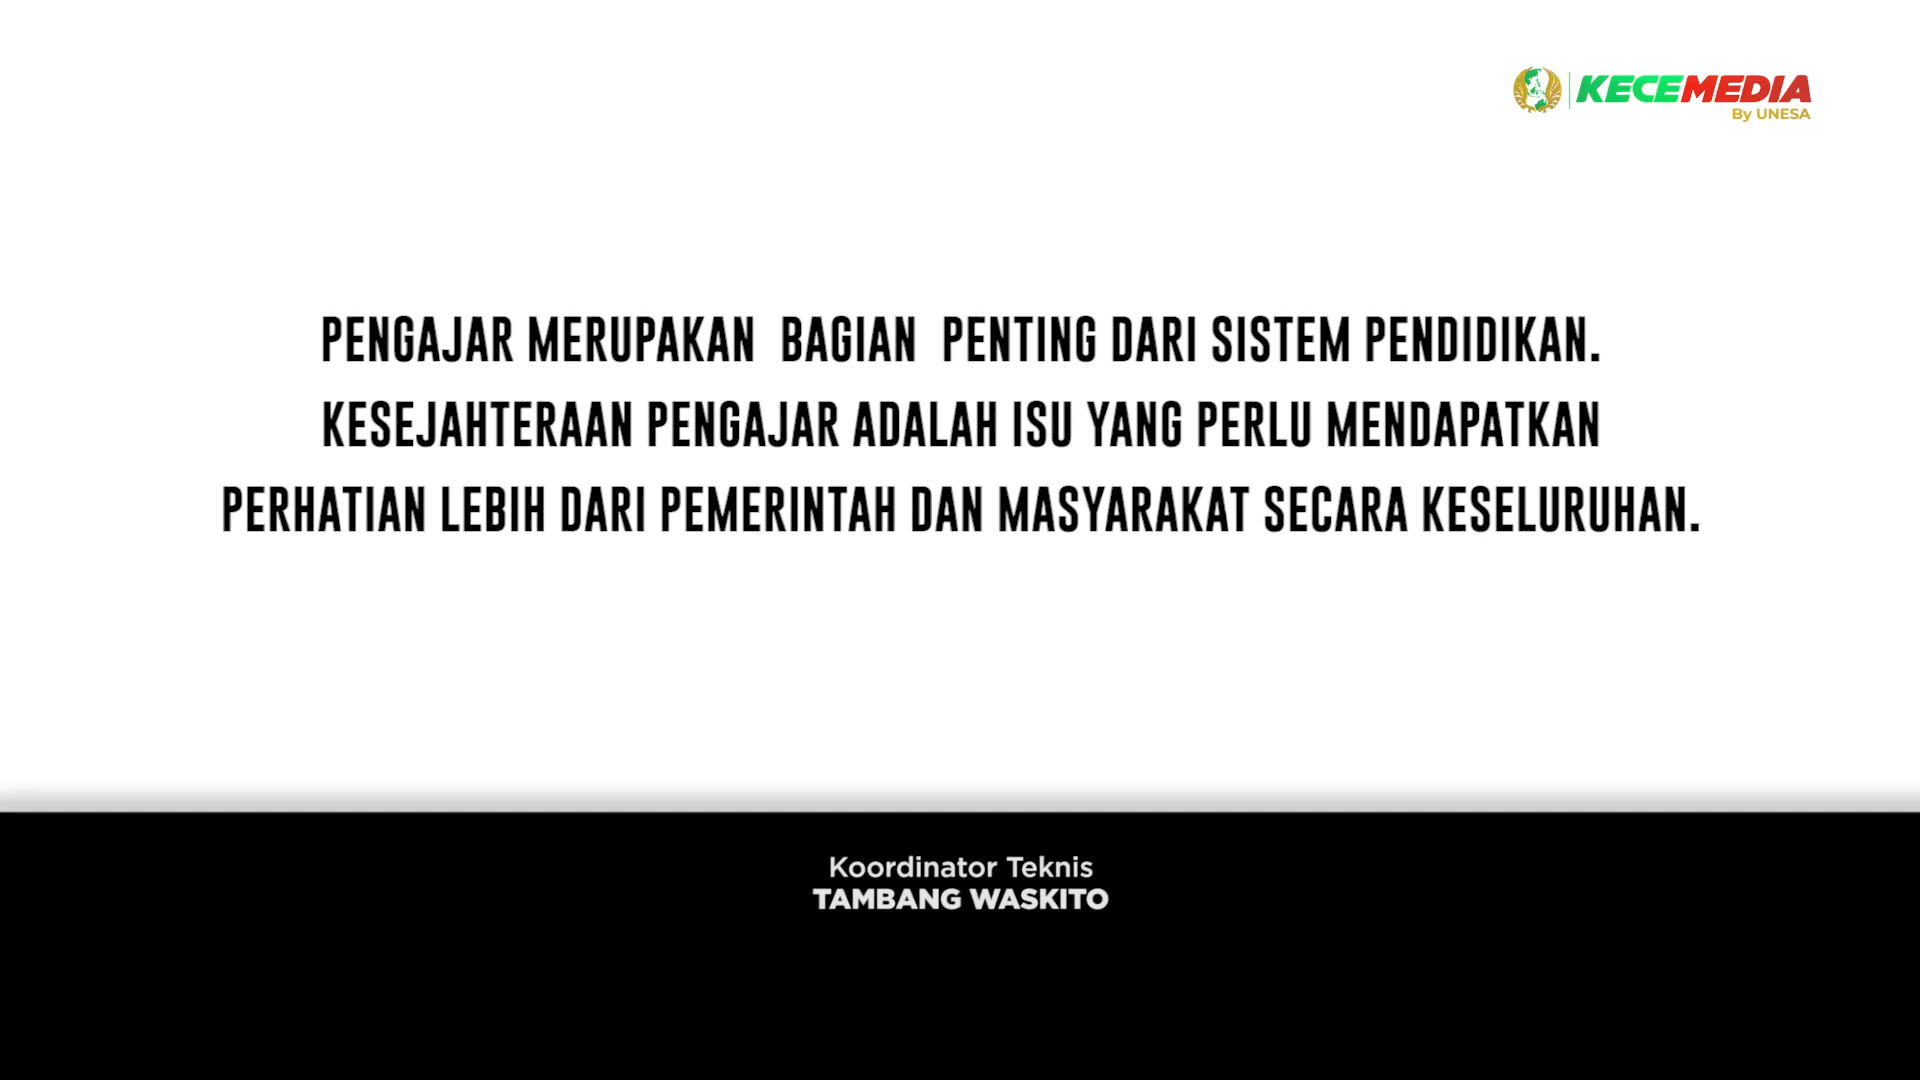 KECEMEDIA
By UNESA
PENGAJAR MERUPAKAN BAGIAN PENTING DARI SISTEM PENDIDIKAN.
KESEJAHTERAAN PENGAJAR ADALAH ISU YANG PERLU MENDAPATKAN
PERHATIAN LEBIH DARI PEMERINTAH DAN MASYARAKAT SECARA KESELURUHAN.
Koordinator Teknis
TAMBANG WASKITO